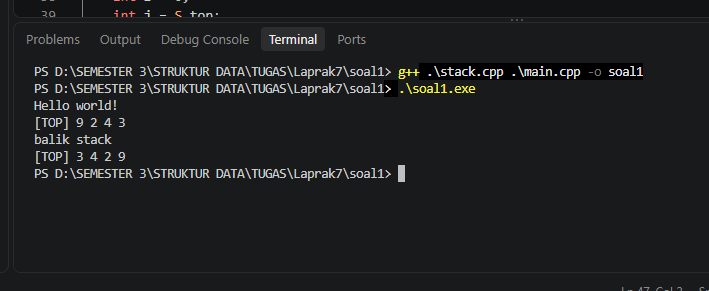 39
int i = S.top;
Problems Output Debug Console Terminal Ports
PS D:\SEMESTER 3\STRUKTUR DATA\TUGAS\Laprak7\soal1> g++ .\stack.cpp .\main.cpp -o soal1
PS D:\SEMESTER 3\STRUKTUR DATA\TUGAS\Laprak7\soal1> .\soal1.exe
Hello world!
[TOP] 9 2 4 3
balik stack
[TOP] 3 4 2 9
PS D:\SEMESTER 3\STRUKTUR DATA\TUGAS\Laprak7\soal1>